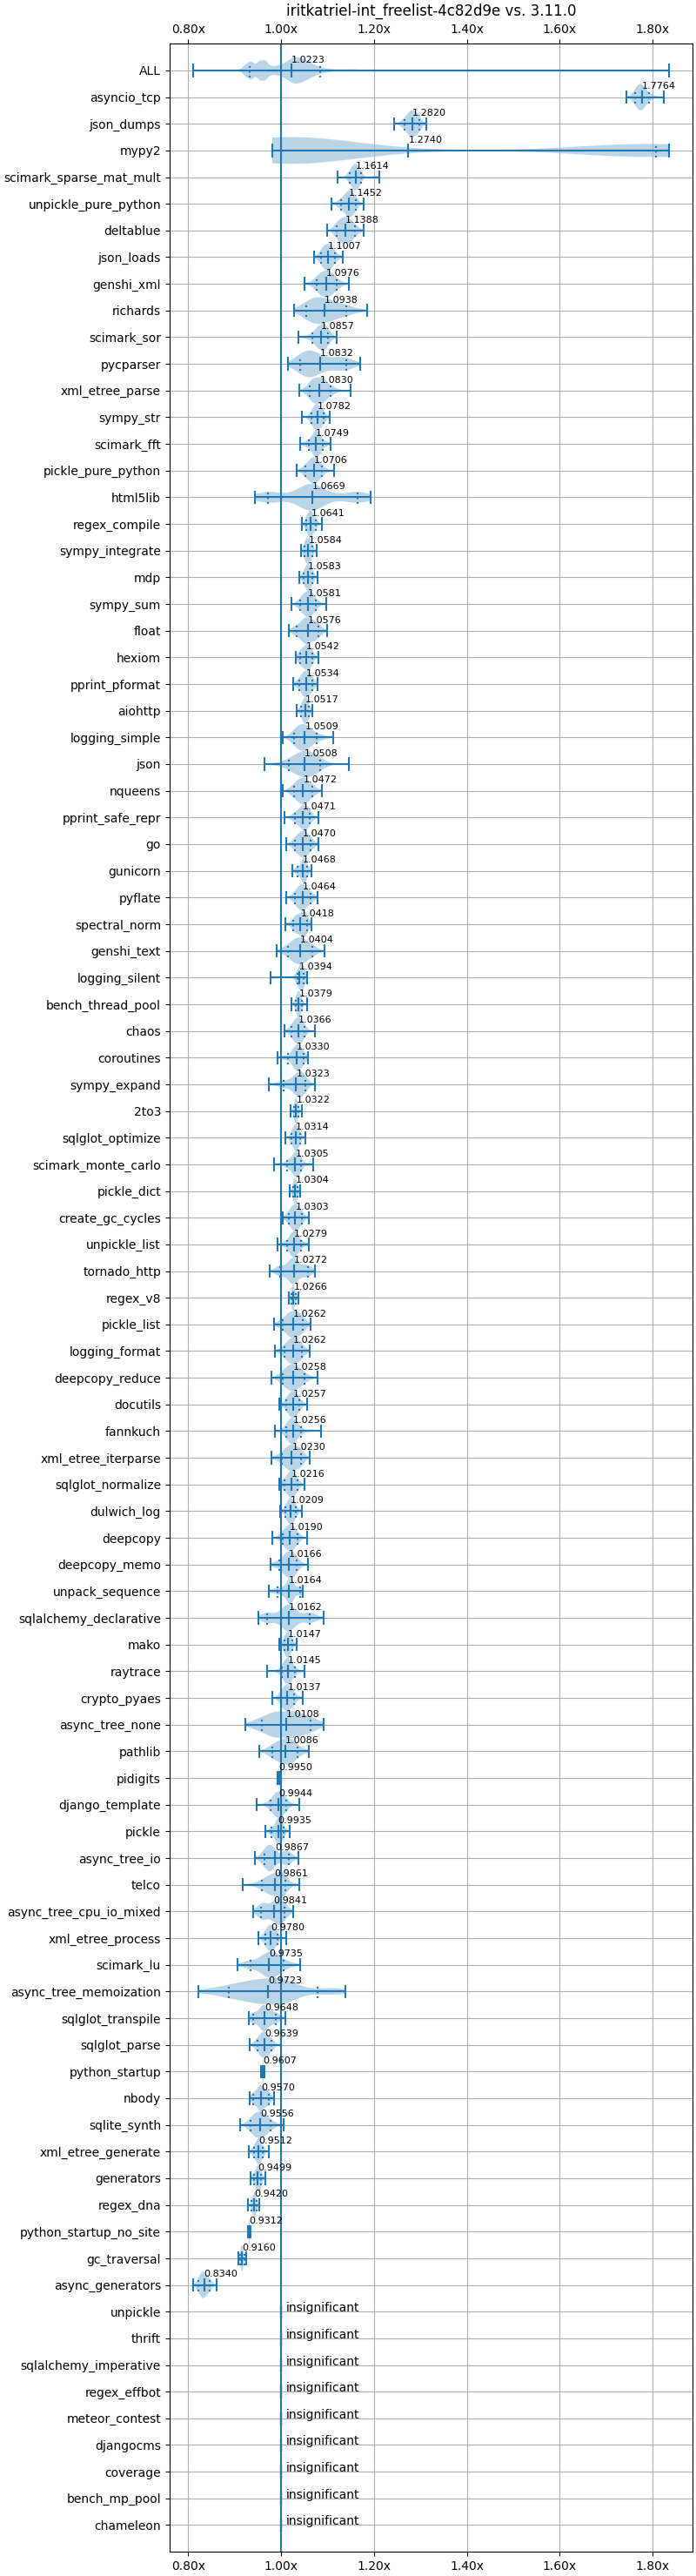 iritkatriel-int_freelist-4c82d9e vs. 3.11.0
0.80x 1.00x 1.20x 1.40x 1.60x 1.80x
ALL 1.0223
asyncio_tcp 1.7764
json_dumps 1.2820
mypy2 1.2740
scimark_sparse_mat_mult 1.1614
unpickle_pure_python 1.1452
deltablue 1.1388
json_loads 1.1007
genshi_xml 1.0976
richards 1.0938
scimark_sor 1.0857
pycparser 1.0832
xml_etree_parse 1.0830
sympy_str 1.0782
scimark_fft 1.0749
pickle_pure_python 1.0706
html5lib 1.0669
regex_compile 1.0641
sympy_integrate 1.0584
mdp 1.0583
sympy_sum 1.0581
float 1.0576
hexiom 1.0542
pprint_pformat 1.0534
aiohttp 1.0517
logging_simple 1.0509
json 1.0508
nqueens 1.0472
pprint_safe_repr 1.0471
go 1.0470
gunicorn 1.0468
pyflate 1.0464
spectral_norm 1.0418
genshi_text 1.0404
logging_silent 1.0394
bench_thread_pool 1.0379
chaos 1.0366
coroutines 1.0330
sympy_expand 1.0323
2to3 1.0322
sqlglot_optimize 1.0314
scimark_monte_carlo 1.0305
pickle_dict 1.0304
create_gc_cycles 1.0303
unpickle_list 1.0279
tornado_http 1.0272
regex_v8 1.0266
pickle_list 1.0262
logging_format 1.0262
deepcopy_reduce 1.0258
docutils 1.0257
fannkuch 1.0256
xml_etree_iterparse 1.0230
sqlglot_normalize 1.0216
dulwich_log 1.0209
deepcopy 1.0190
deepcopy_memo 1.0166
unpack_sequence 1.0164
sqlalchemy_declarative 1.0162
mako 1.0147
raytrace 1.0145
crypto_pyaes 1.0137
async_tree_none 1.0108
pathlib 1.0086
pidigits 0.9950
django_template 0.9944
pickle 0.9935
async_tree_io 0.9867
telco 0.9861
async_tree_cpu_io_mixed 0.9841
xml_etree_process 0.9780
scimark_lu 0.9735
async_tree_memoization 0.9723
sqlglot_transpile 0.9648
sqlglot_parse 0.9639
python_startup 0.9607
nbody 0.9570
sqlite_synth 0.9556
xml_etree_generate 0.9512
generators 0.9499
regex_dna 0.9420
python_startup_no_site 0.9312
gc_traversal 0.9160
async_generators 0.8340
unpickle insignificant
thrift insignificant
sqlalchemy_imperative insignificant
regex_effbot insignificant
meteor_contest insignificant
djangocms insignificant
coverage insignificant
bench_mp_pool insignificant
chameleon insignificant
0.80x 1.00x 1.20x 1.40x 1.60x 1.80x